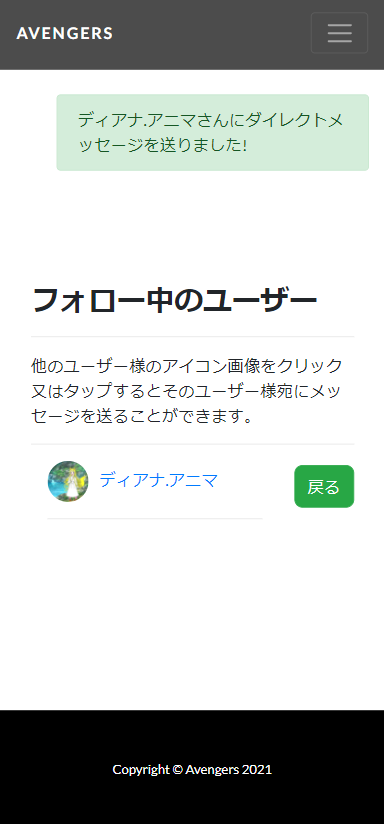 AVENGERS
ディアナ.アニマさんにダイレクトメ
ッセージを送りました!
フォロー中のユーザー
他のユーザー様のアイコン画像をクリック
又はタップするとそのユーザー様宛にメッ
セージを送ることができます。
ディアナ.アニマ
戻る
Copyright © Avengers 2021